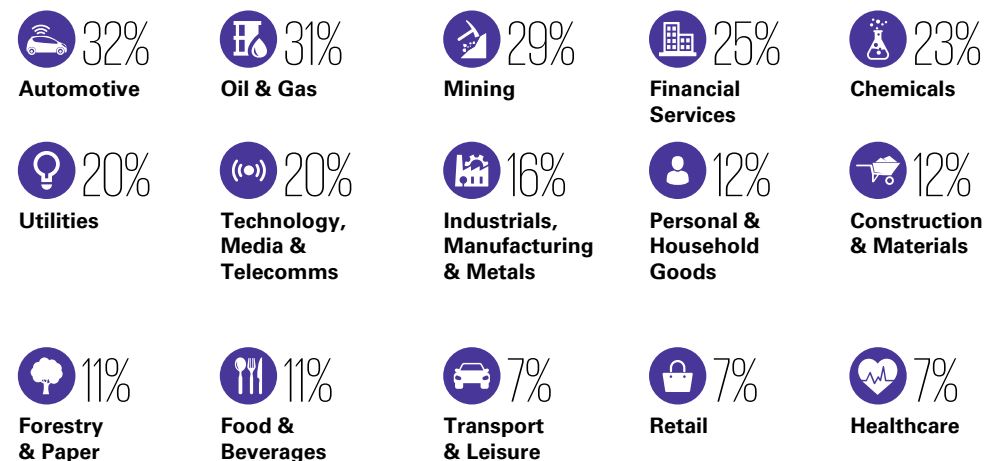 32%
Automotive
31%
Oil & Gas
29%
Mining
25%
Financial
Services
23%
Chemicals
20%
Utilities
20%
Technology,
Media &
Telecomms
16%
Industrials,
Manufacturing
& Metals
12%
Personal &
Household
Goods
12%
Construction
& Materials
11%
Forestry
& Paper
11%
Food &
Beverages
7%
Transport
& Leisure
7%
Retail
7%
Healthcare